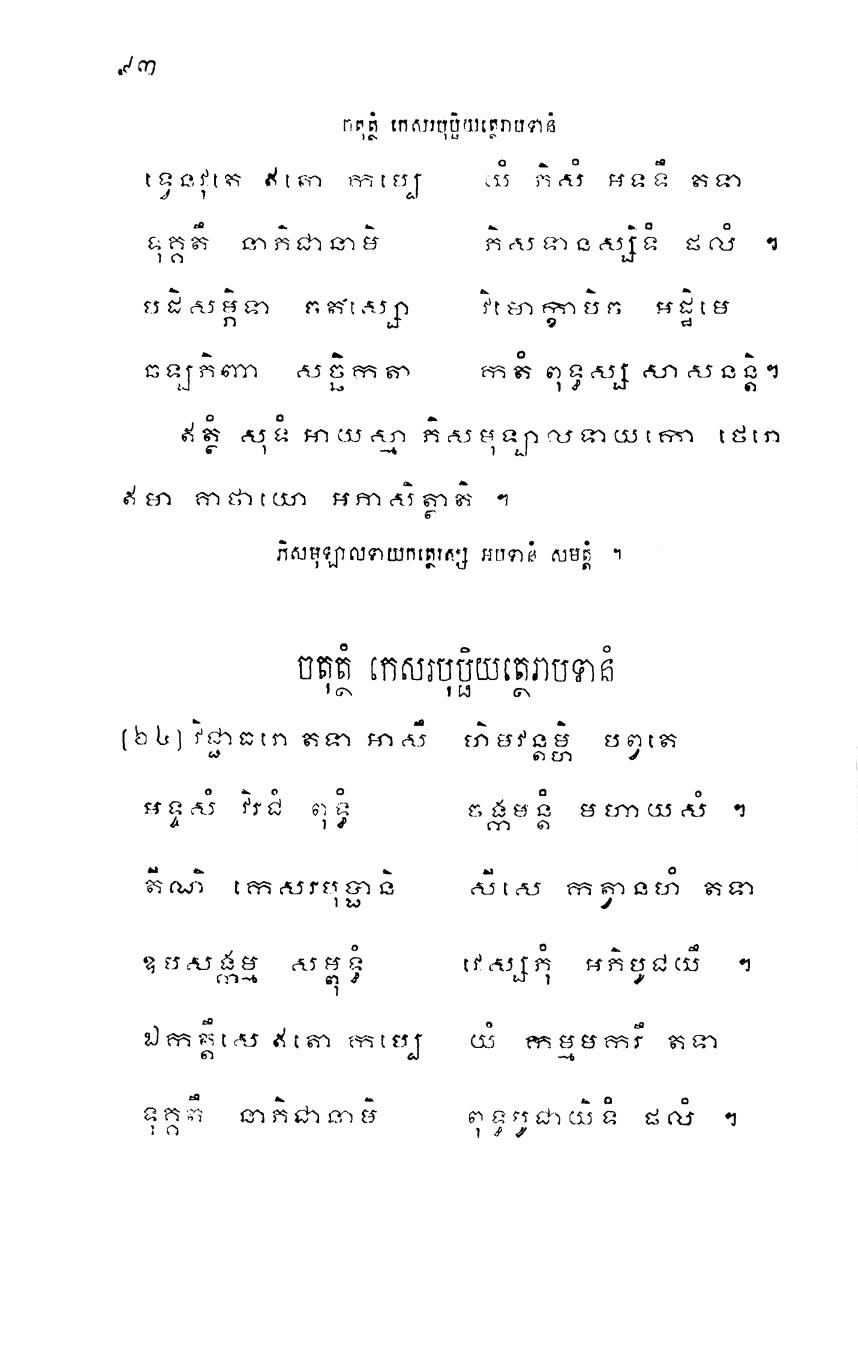 ៩៣
ចតុត្ថំ កេសរបុប្ផិយត្ថេរាបទានំ
ទ្វេនវុតេ ឥតោ កប្បេ យំ ភិសំ អទទឹ តទា
ទុគ្គតឹ នាភិជានាមិ ភិសទានស្សិទំ ផលំ ។
បដិសម្ភិទា ចតស្សោ វិមោក្ខាបិច អដ្ឋិមេ
ឆឡភិញ្ញា សច្ឆិកតា កតំ ពុទ្ធស្ស សាសនន្តិ។
ឥត្ថំ សុទំ អាយស្មា ភិសមុឡាលទាយកោ ថេរោ
ឥមា គាថាយោ អភាសិត្ថាតិ ។
ភិសមុឡាលទាយកត្ថេរស្ស អបទានំ សមត្តំ ។
ចតុត្ថំ កេសរបុប្ផិយត្ថេរាបទានំ
[២៤] វិជ្ជាធរោ តទា អាសឹ ហិមវន្តម្ហិ បព្វតេ
អទ្ទសំ វិរជំ ពុទ្ធំ ចង្កមន្តំ មហាយសំ ។
តីណិ កេសរបុប្ផានិ សីសេ កត្វានហំ តទា
ឧបសង្កម្ម សម្ពុទ្ធំ វេស្សភុំ អភិបូជយឹ ។
ឯកត្តឹសេ ឥតោ កប្បេ យំ កម្មមករឹ តទា
ទុគ្គតឹ នាភិជានាមិ ពុទ្ធបូជាយិទំ ផលំ ។